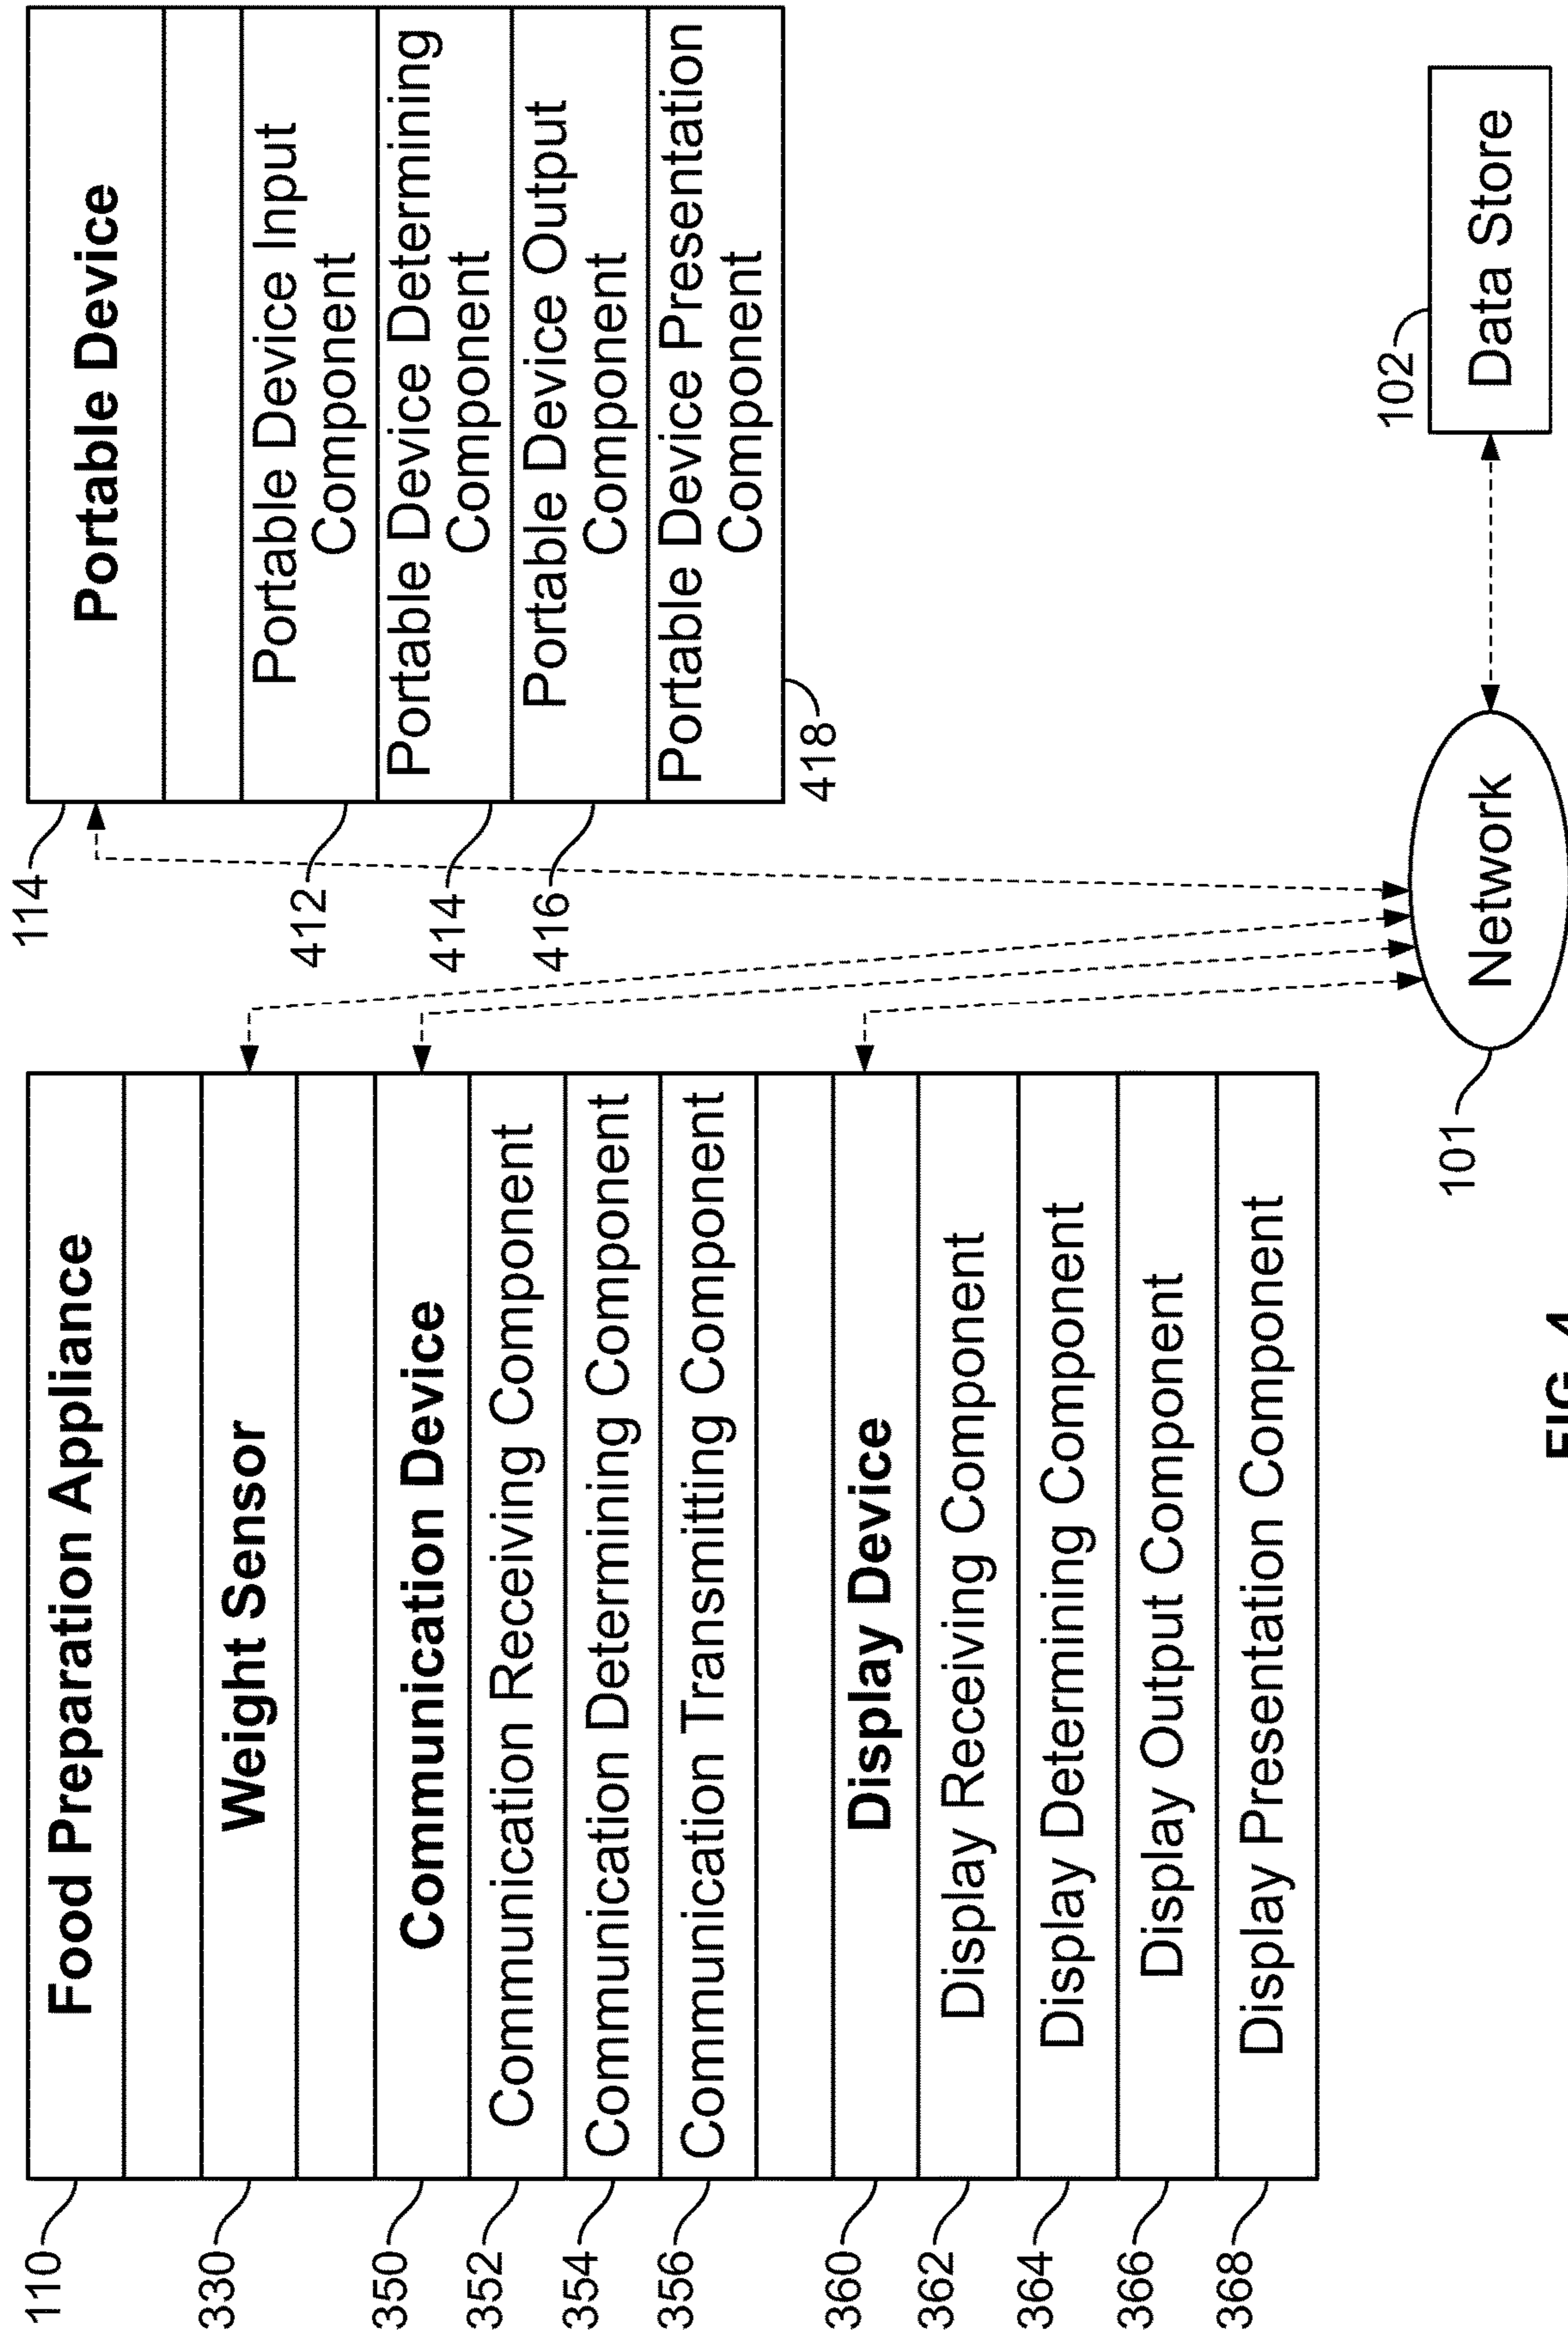 110
Food Preparation Appliance
330
Weight Sensor
350
Communication Device
352
Communication Receiving Component
354
Communication Determining Component
356
Communication Transmitting Component
360
Display Device
362
Display Receiving Component
364
Display Determining Component
366
Display Output Component
368
Display Presentation Component
114
Portable Device
412
Portable Device Input
Component
414
Portable Device Determining
Component
416
Portable Device Output
Component
418
Portable Device Presentation
Component
101
Network
102
Data Store
FIG. 4